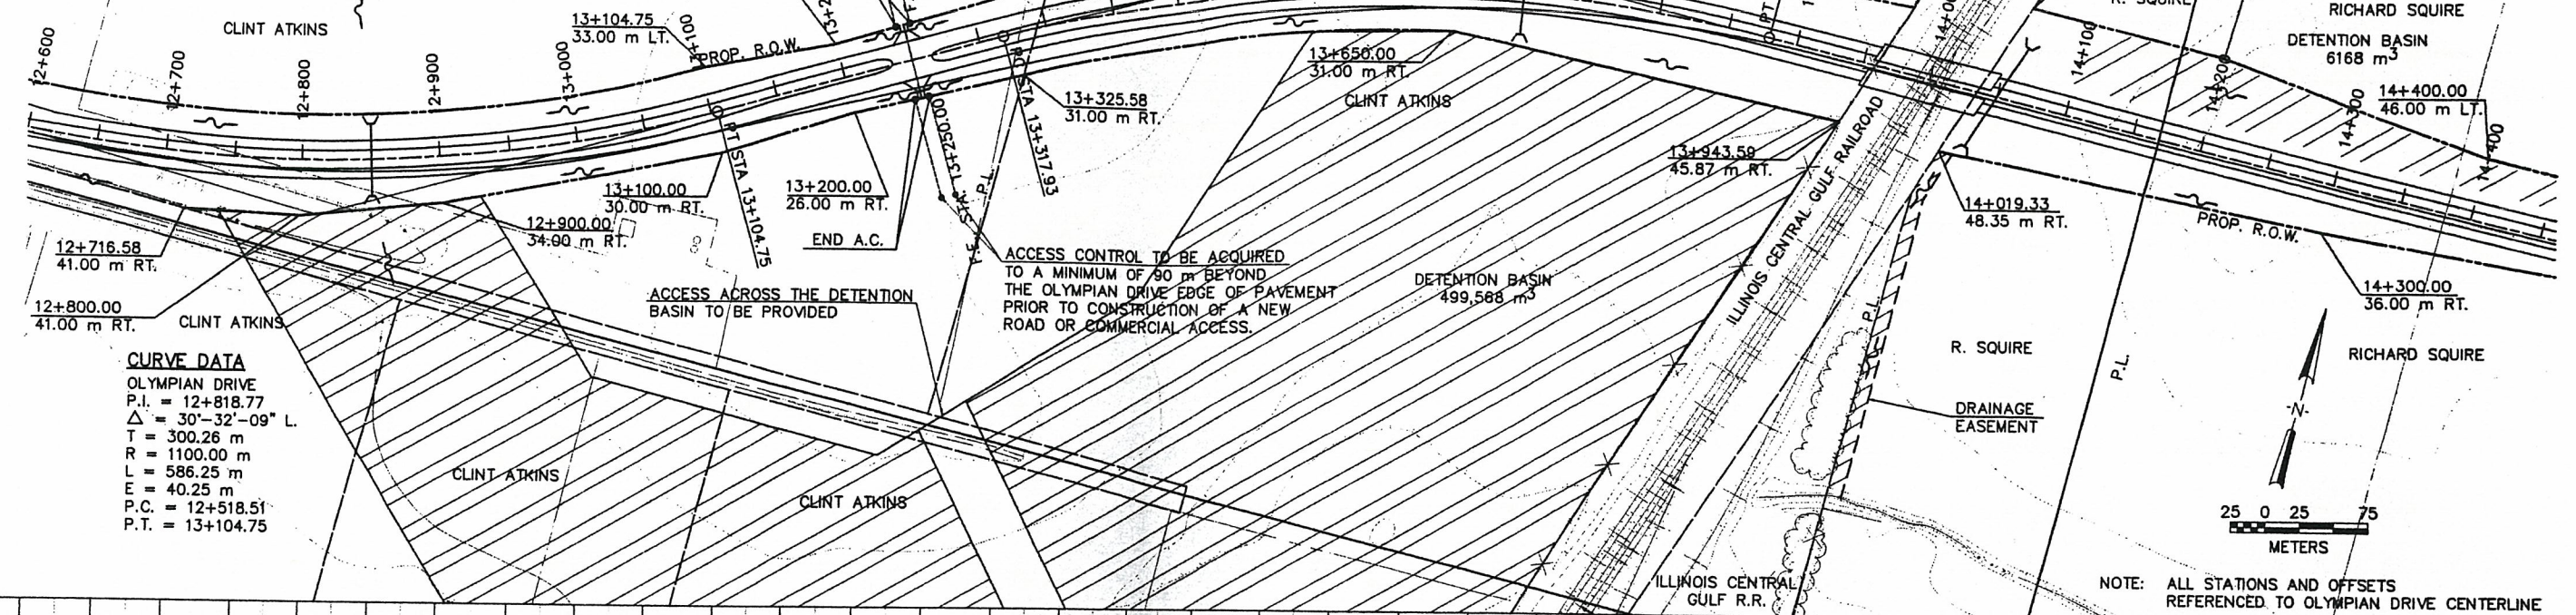 CLINT ATKINS
13+104.75
33.00 m LT.
13+100
PROP. R.O.W.
12+600
12+700
12+800
12+900
13+000
13+650.00
31.00 m RT.
CLINT ATKINS
14+100
R. SQUIRE
RICHARD SQUIRE
DETENTION BASIN
6168 m³
14+200
14+300
14+400.00
46.00 m LT.
14+400
13+325.58
31.00 m RT.
PC STA 13+317.93
STA. 13+250.00
P.L.
13+100.00
30.00 m RT.
PT STA 13+104.75
13+200.00
26.00 m RT.
END A.C.
12+900.00
34.00 m RT.
12+716.58
41.00 m RT.
12+800.00
41.00 m RT.
CLINT ATKINS
13+943.59
45.87 m RT.
ILLINOIS CENTRAL GULF RAILROAD
14+019.33
48.35 m RT.
PROP. R.O.W.
14+300.00
36.00 m RT.
ACCESS CONTROL TO BE ACQUIRED
TO A MINIMUM OF 90 m BEYOND
THE OLYMPIAN DRIVE EDGE OF PAVEMENT
PRIOR TO CONSTRUCTION OF A NEW
ROAD OR COMMERCIAL ACCESS.
ACCESS ACROSS THE DETENTION
BASIN TO BE PROVIDED
DETENTION BASIN
499,568 m³
P.L.
R. SQUIRE
P.L.
RICHARD SQUIRE
DRAINAGE
EASEMENT
CURVE DATA
OLYMPIAN DRIVE
P.I. = 12+818.77
Δ = 30°-32'-09" L.
T = 300.26 m
R = 1100.00 m
L = 586.25 m
E = 40.25 m
P.C. = 12+518.51
P.T. = 13+104.75
CLINT ATKINS
CLINT ATKINS
-N-
25 0 25 75
METERS
ILLINOIS CENTRAL
GULF R.R.
NOTE: ALL STATIONS AND OFFSETS
REFERENCED TO OLYMPIAN DRIVE CENTERLINE